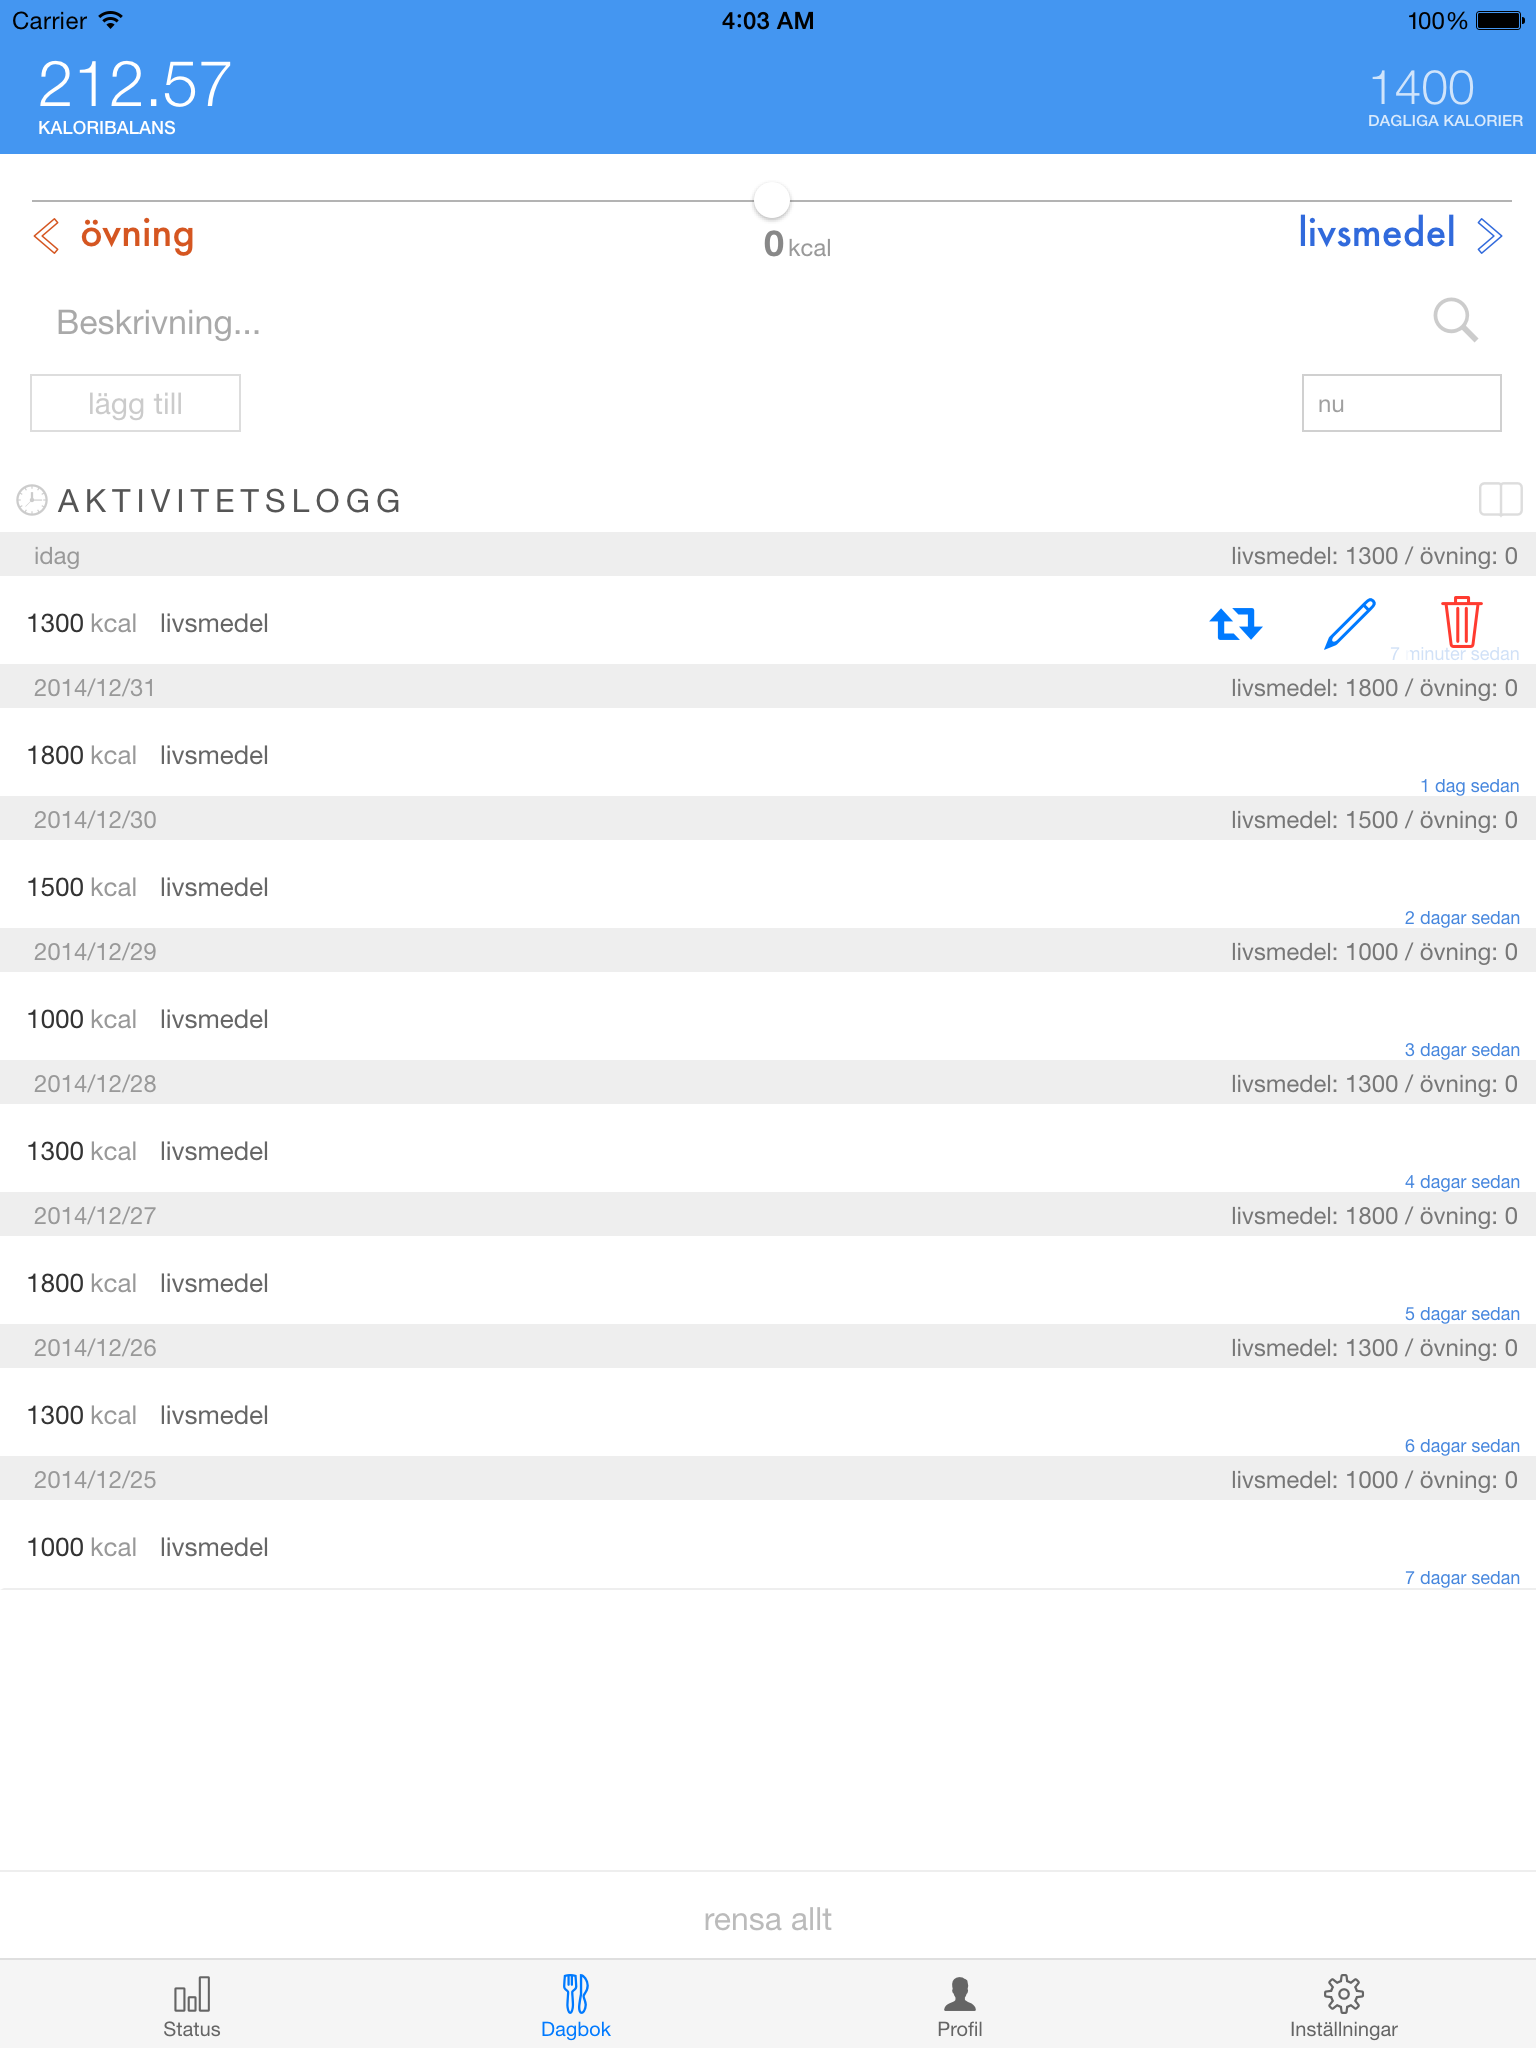 Carrier 4:03 AM 100%
212.57 1400
KALORIBALANS DAGLIGA KALORIER
övning 0 kcal livsmedel
Beskrivning...
lägg till nu
AKTIVITETSLOGG
idag livsmedel: 1300 / övning: 0
1300 kcal livsmedel
7 minuter sedan
2014/12/31 livsmedel: 1800 / övning: 0
1800 kcal livsmedel
1 dag sedan
2014/12/30 livsmedel: 1500 / övning: 0
1500 kcal livsmedel
2 dagar sedan
2014/12/29 livsmedel: 1000 / övning: 0
1000 kcal livsmedel
3 dagar sedan
2014/12/28 livsmedel: 1300 / övning: 0
1300 kcal livsmedel
4 dagar sedan
2014/12/27 livsmedel: 1800 / övning: 0
1800 kcal livsmedel
5 dagar sedan
2014/12/26 livsmedel: 1300 / övning: 0
1300 kcal livsmedel
6 dagar sedan
2014/12/25 livsmedel: 1000 / övning: 0
1000 kcal livsmedel
7 dagar sedan
rensa allt
Status Dagbok Profil Inställningar